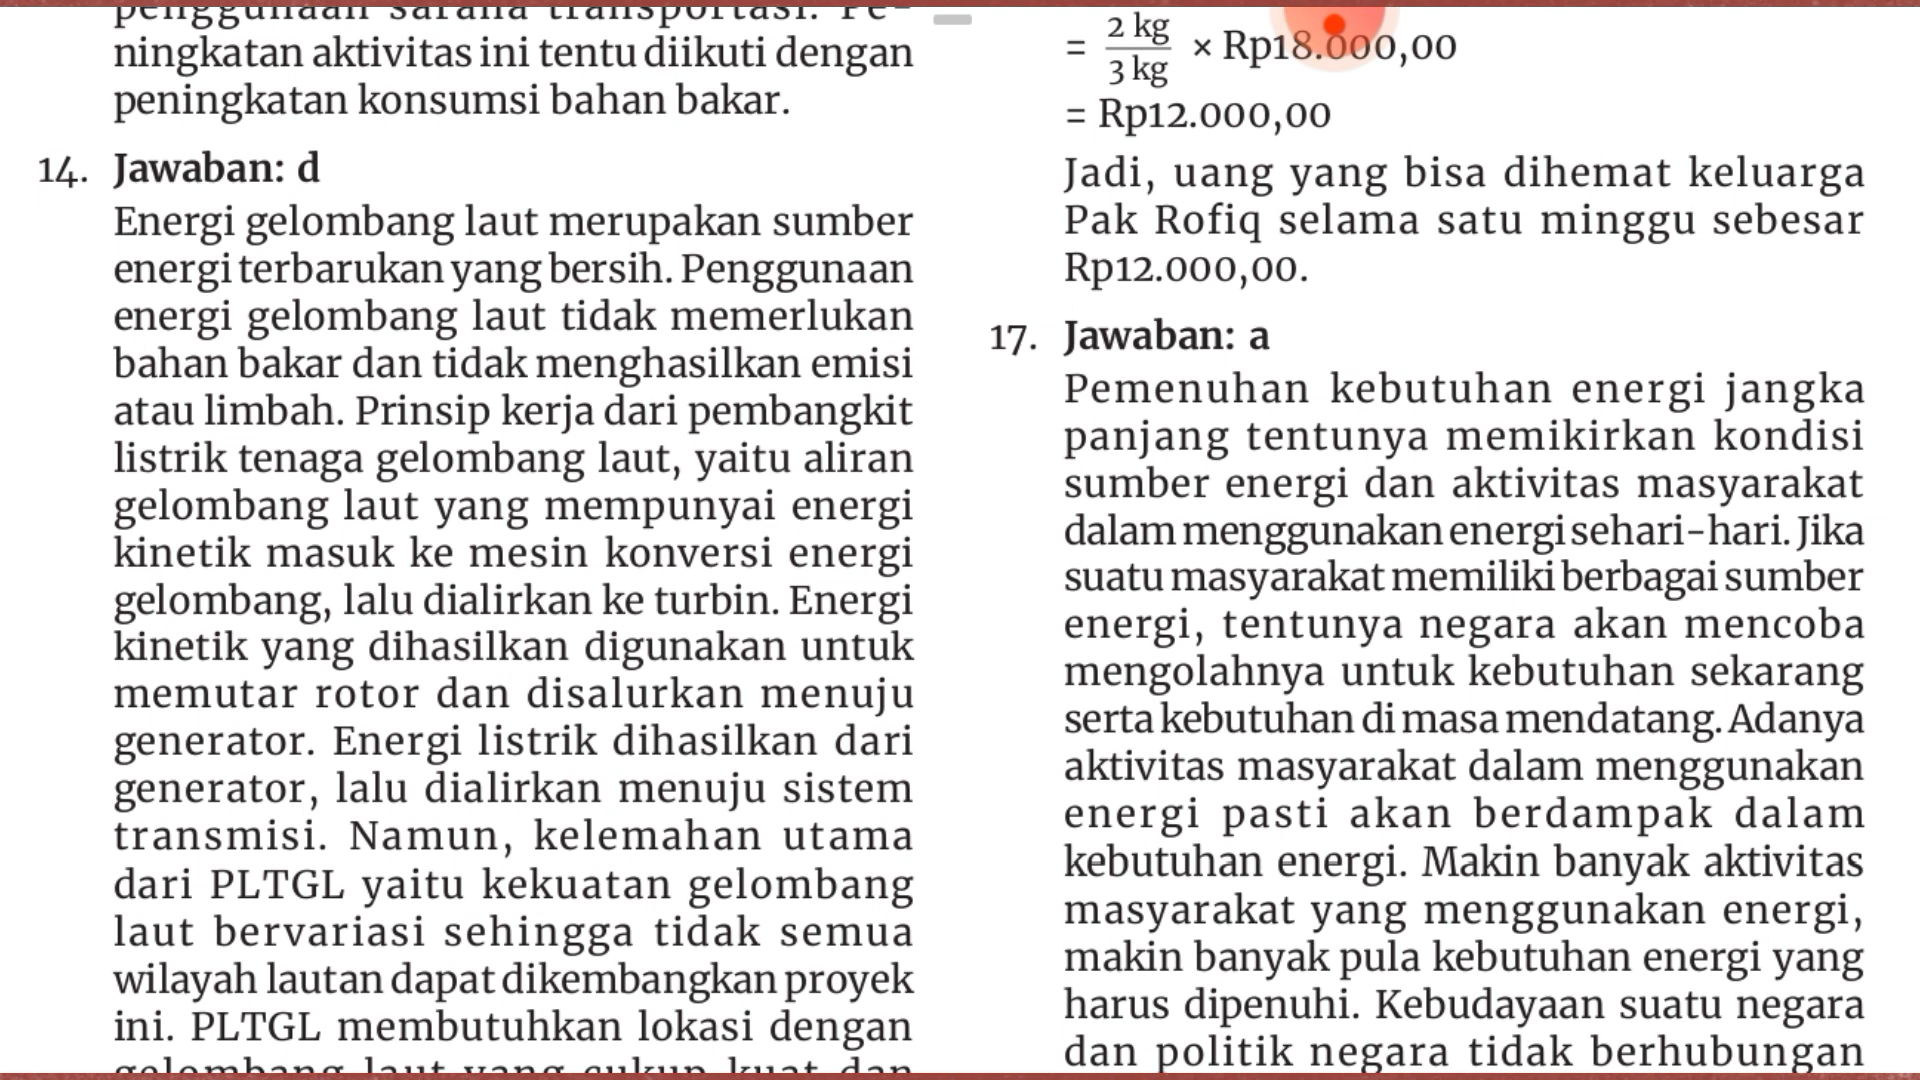 penggunaan sarana transportasi. Pe-
ningkatan aktivitas ini tentu diikuti dengan
peningkatan konsumsi bahan bakar.
14. Jawaban: d
Energi gelombang laut merupakan sumber
energi terbarukan yang bersih. Penggunaan
energi gelombang laut tidak memerlukan
bahan bakar dan tidak menghasilkan emisi
atau limbah. Prinsip kerja dari pembangkit
listrik tenaga gelombang laut, yaitu aliran
gelombang laut yang mempunyai energi
kinetik masuk ke mesin konversi energi
gelombang, lalu dialirkan ke turbin. Energi
kinetik yang dihasilkan digunakan untuk
memutar rotor dan disalurkan menuju
generator. Energi listrik dihasilkan dari
generator, lalu dialirkan menuju sistem
transmisi. Namun, kelemahan utama
dari PLTGL yaitu kekuatan gelombang
laut bervariasi sehingga tidak semua
wilayah lautan dapat dikembangkan proyek
ini. PLTGL membutuhkan lokasi dengan
gelombang laut yang cukup kuat dan
= 2 kg / 3 kg × Rp18.000,00
= Rp12.000,00
Jadi, uang yang bisa dihemat keluarga
Pak Rofiq selama satu minggu sebesar
Rp12.000,00.
17. Jawaban: a
Pemenuhan kebutuhan energi jangka
panjang tentunya memikirkan kondisi
sumber energi dan aktivitas masyarakat
dalam menggunakan energi sehari-hari. Jika
suatu masyarakat memiliki berbagai sumber
energi, tentunya negara akan mencoba
mengolahnya untuk kebutuhan sekarang
serta kebutuhan di masa mendatang. Adanya
aktivitas masyarakat dalam menggunakan
energi pasti akan berdampak dalam
kebutuhan energi. Makin banyak aktivitas
masyarakat yang menggunakan energi,
makin banyak pula kebutuhan energi yang
harus dipenuhi. Kebudayaan suatu negara
dan politik negara tidak berhubungan